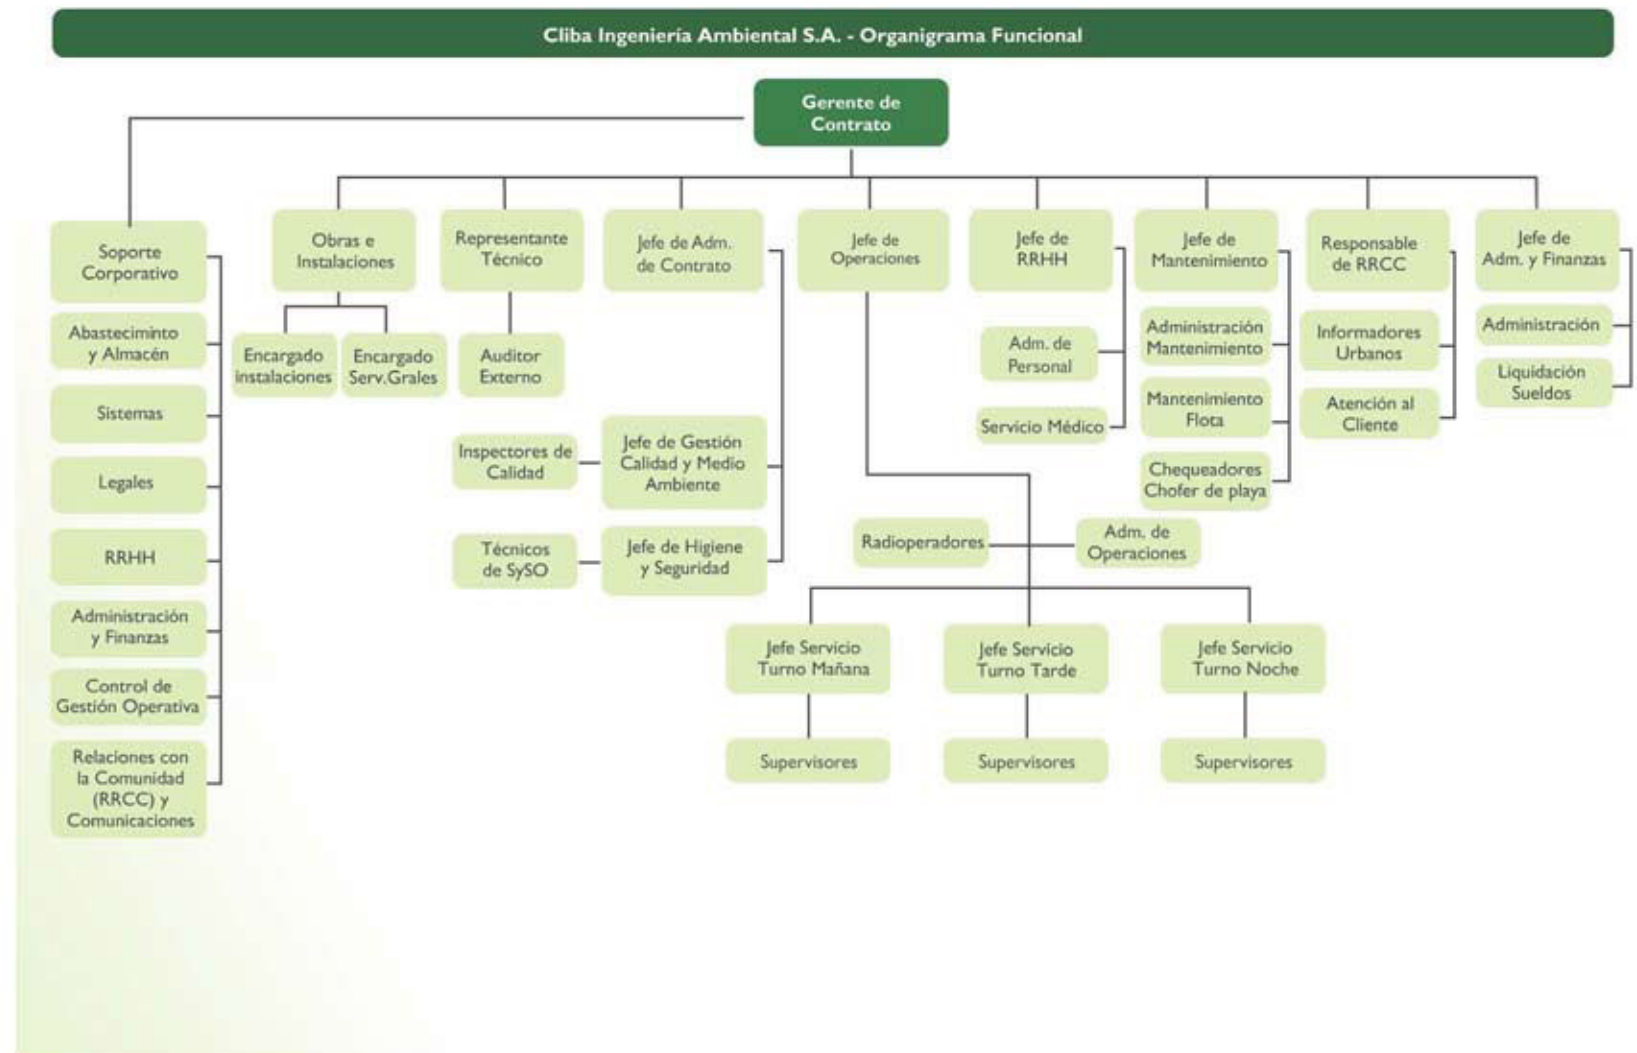 Cliba Ingeniería Ambiental S.A. - Organigrama Funcional
Gerente de
Contrato
Soporte
Corporativo
Abasteciminto
y Almacén
Sistemas
Legales
RRHH
Administración
y Finanzas
Control de
Gestión Operativa
Relaciones con
la Comunidad
(RRCC) y
Comunicaciones
Obras e
Instalaciones
Encargado
instalaciones
Encargado
Serv.Grales
Representante
Técnico
Auditor
Externo
Jefe de Adm.
de Contrato
Inspectores de
Calidad
Jefe de Gestión
Calidad y Medio
Ambiente
Técnicos
de SySO
Jefe de Higiene
y Seguridad
Jefe de
Operaciones
Radioperadores
Adm. de
Operaciones
Jefe Servicio
Turno Mañana
Supervisores
Jefe Servicio
Turno Tarde
Supervisores
Jefe Servicio
Turno Noche
Supervisores
Jefe de
RRHH
Adm. de
Personal
Servicio Médico
Jefe de
Mantenimiento
Administración
Mantenimiento
Mantenimiento
Flota
Chequeadores
Chofer de playa
Responsable
de RRCC
Informadores
Urbanos
Atención al
Cliente
Jefe de
Adm. y Finanzas
Administración
Liquidación
Sueldos